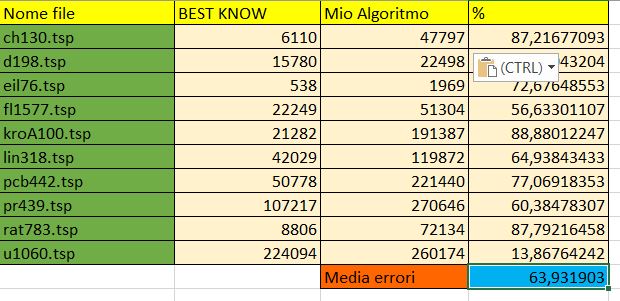 Nome file BEST KNOW Mio Algoritmo %
ch130.tsp 6110 47797 87,21677093
d198.tsp 15780 22498 43204
(CTRL)
eil76.tsp 538 1969 72,67648553
fl1577.tsp 22249 51304 56,63301107
kroA100.tsp 21282 191387 88,88012247
lin318.tsp 42029 119872 64,93843433
pcb442.tsp 50778 221440 77,06918353
pr439.tsp 107217 270646 60,38478307
rat783.tsp 8806 72134 87,79216458
u1060.tsp 224094 260174 13,86764242
Media errori 63,931903